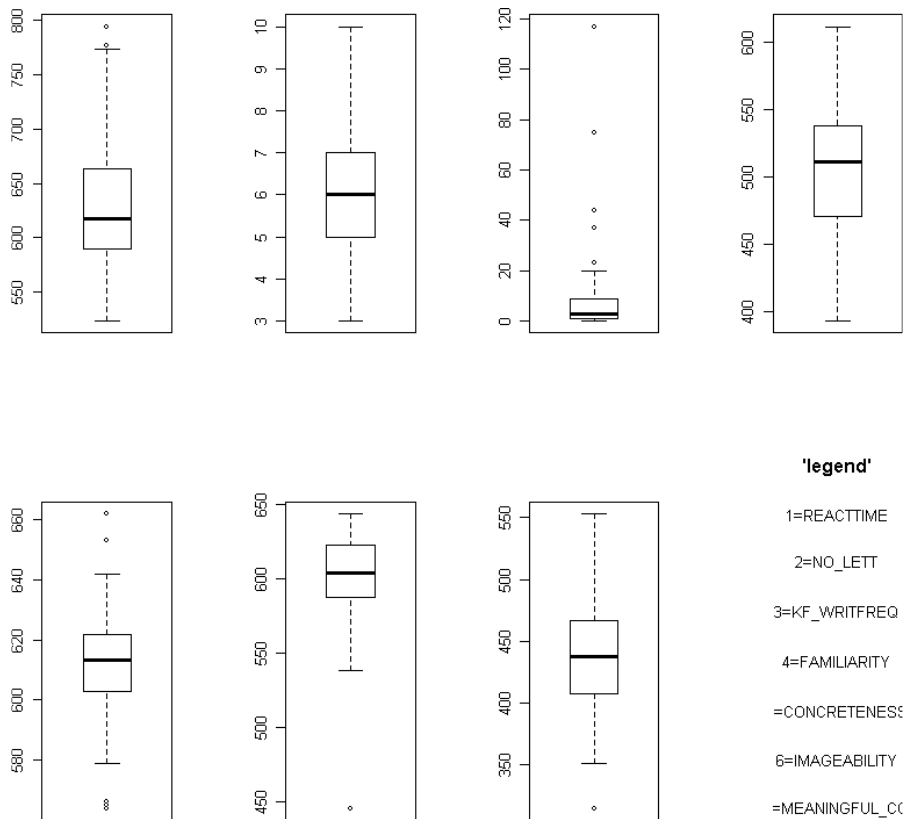 550 600 650 700 750 800
3 4 5 6 7 8 9 10
0 20 40 60 80 100 120
400 450 500 550 600
580 600 620 640 660
450 500 550 600 650
350 400 450 500 550
'legend'
1=REACTTIME
2=NO_LETT
3=KF_WRITFREQ
4=FAMILIARITY
=CONCRETENESS
6=IMAGEABILITY
=MEANINGFUL_CO